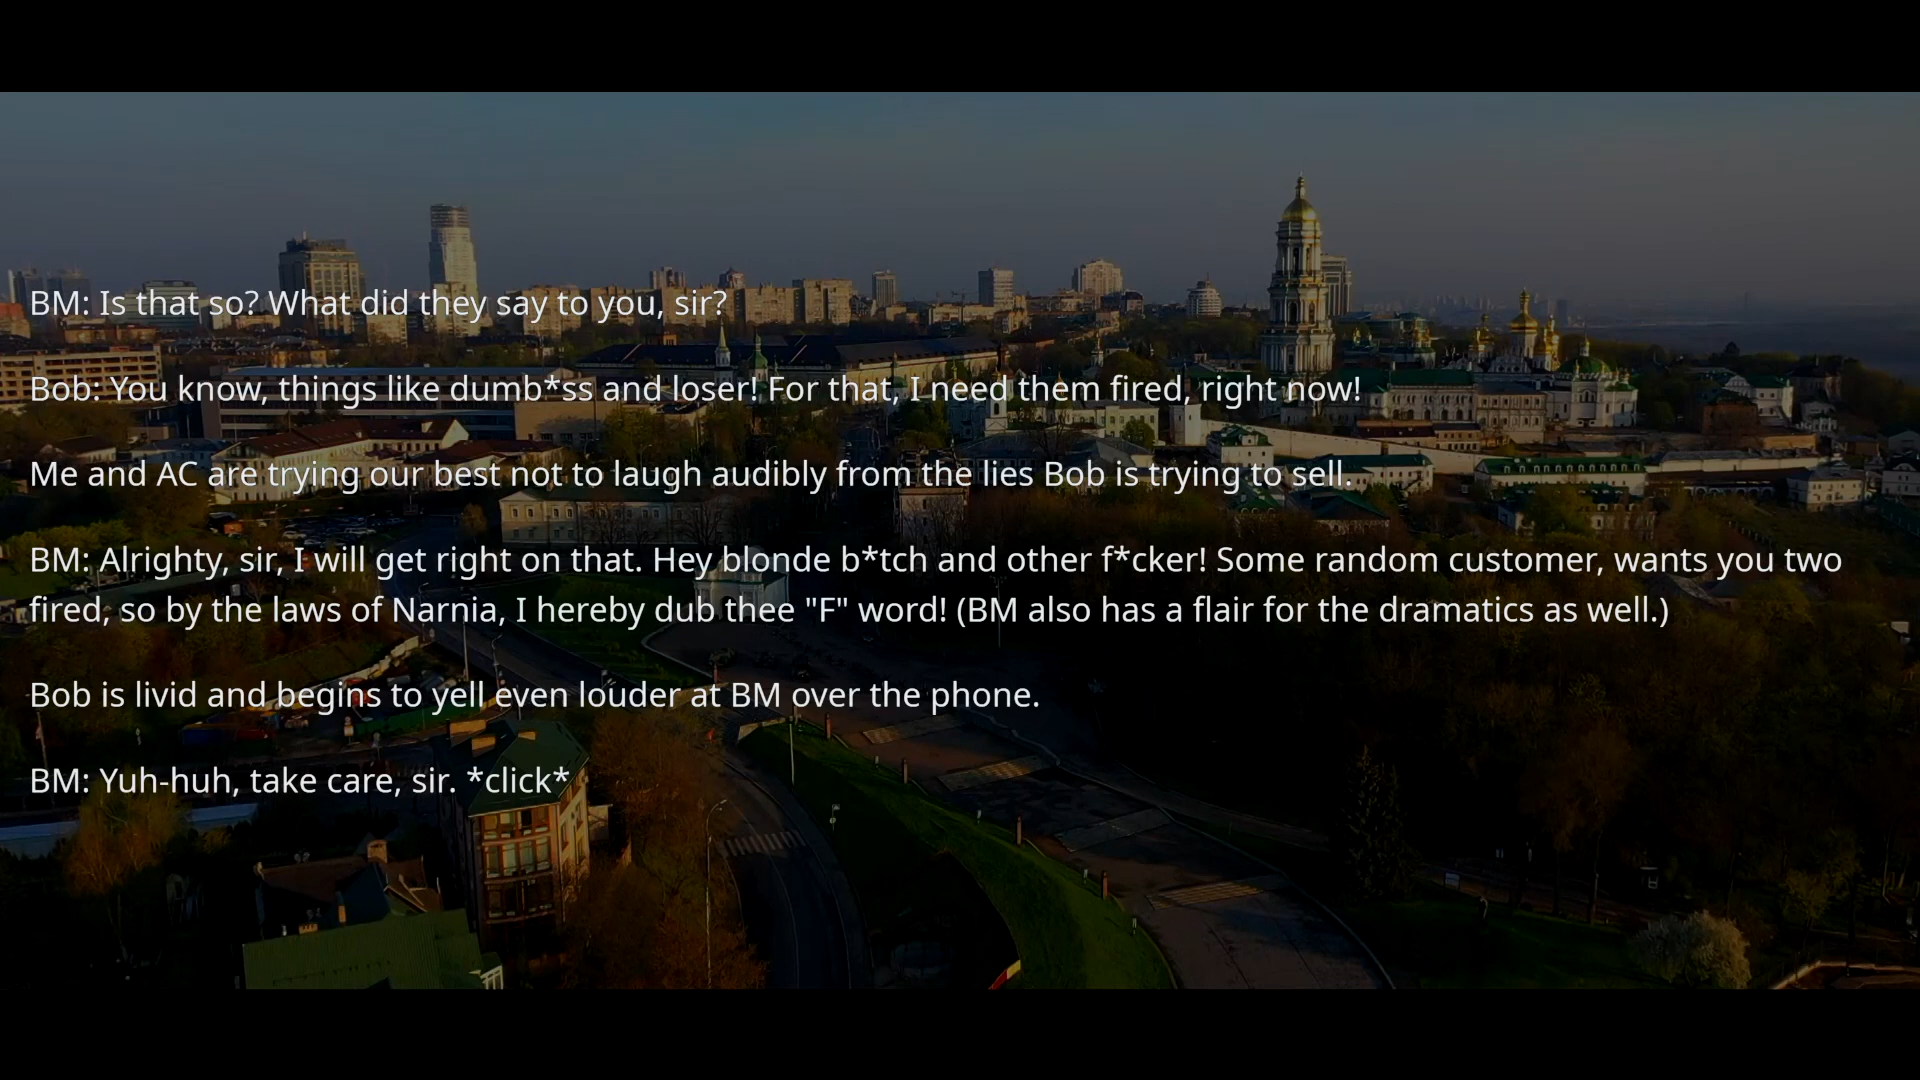 BM: Is that so? What did they say to you, sir?
Bob: You know, things like dumb*ss and loser! For that, I need them fired, right now!
Me and AC are trying our best not to laugh audibly from the lies Bob is trying to sell.
BM: Alrighty, sir, I will get right on that. Hey blonde b*tch and other f*cker! Some random customer, wants you two
fired, so by the laws of Narnia, I hereby dub thee "F" word! (BM also has a flair for the dramatics as well.)
Bob is livid and begins to yell even louder at BM over the phone.
BM: Yuh-huh, take care, sir. *click*